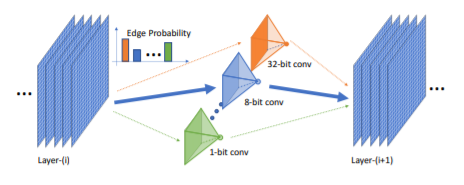 Edge Probability
32-bit conv
8-bit conv
1-bit conv
Layer-(i)
Layer-(i+1)